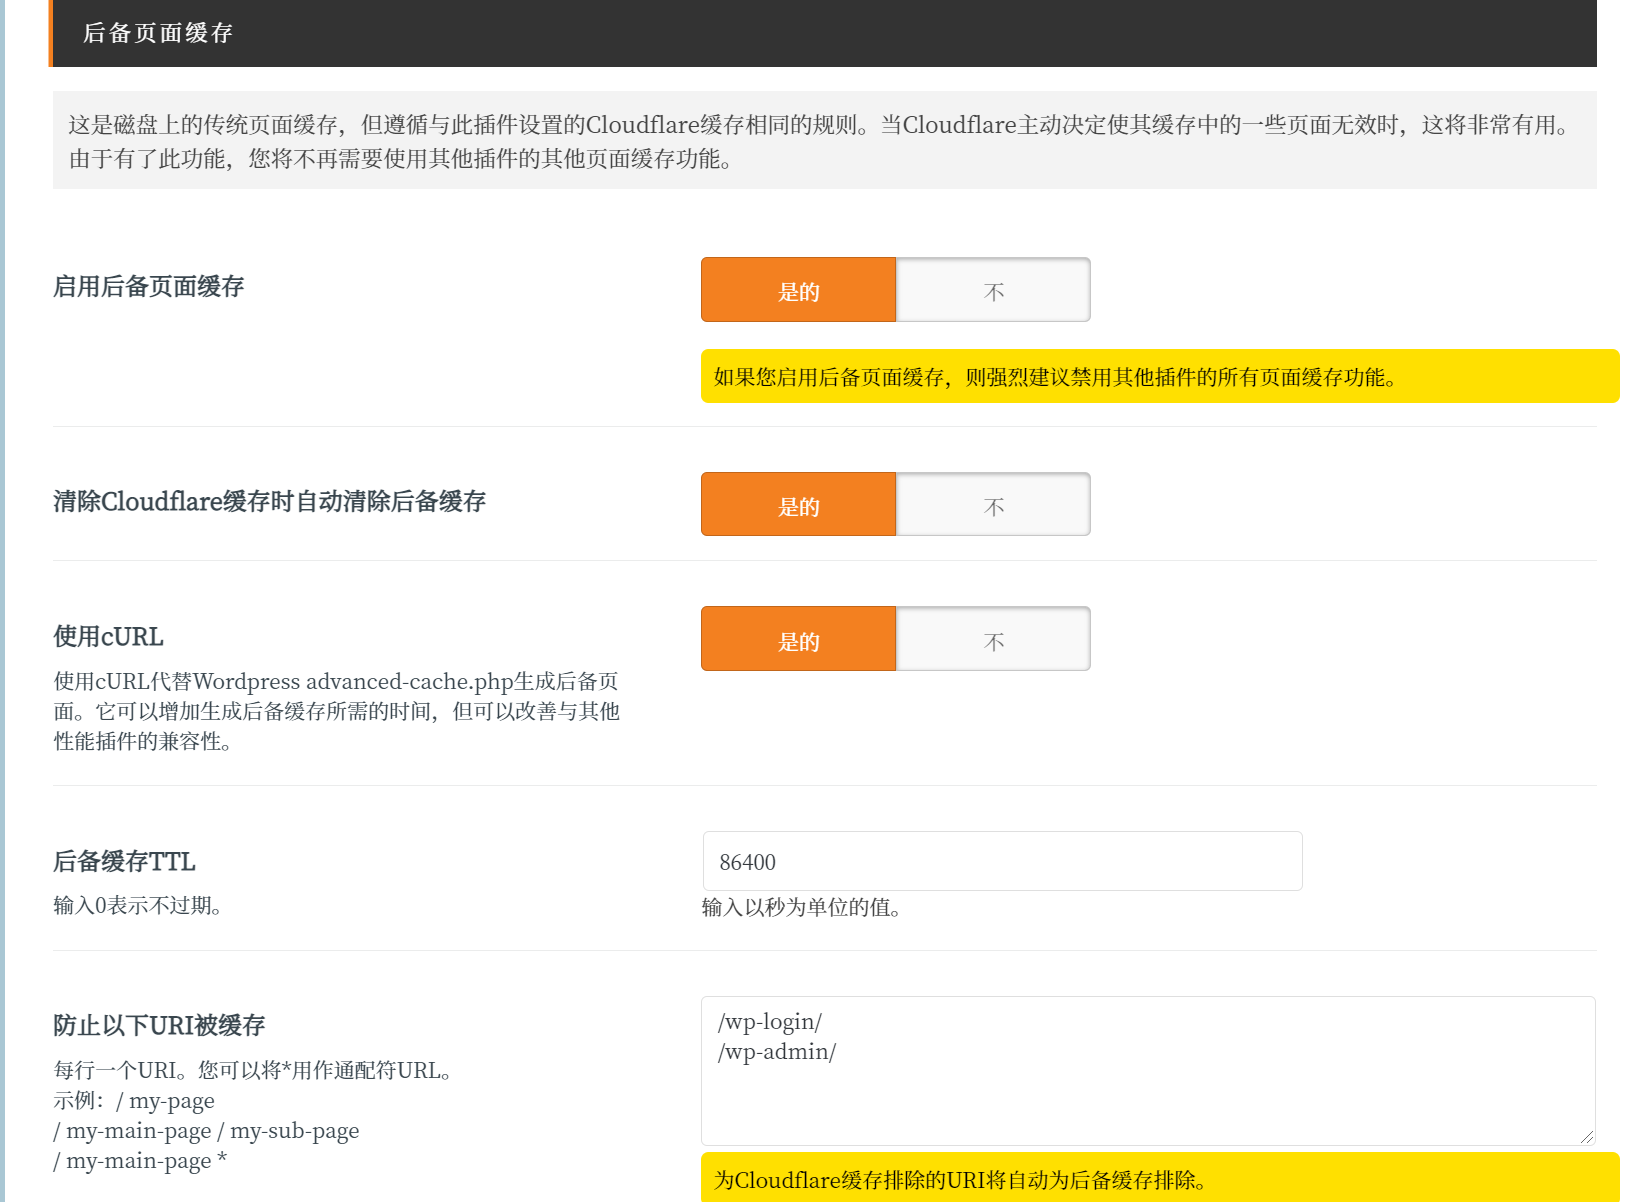 后备页面缓存
这是磁盘上的传统页面缓存，但遵循与此插件设置的Cloudflare缓存相同的规则。当Cloudflare主动决定使其缓存中的一些页面无效时，这将非常有用。
由于有了此功能，您将不再需要使用其他插件的其他页面缓存功能。
启用后备页面缓存
是的
不
如果您启用后备页面缓存，则强烈建议禁用其他插件的所有页面缓存功能。
清除Cloudflare缓存时自动清除后备缓存
是的
不
使用cURL
是的
不
使用cURL代替Wordpress advanced-cache.php生成后备页
面。它可以增加生成后备缓存所需的时间，但可以改善与其他
性能插件的兼容性。
后备缓存TTL
输入0表示不过期。
86400
输入以秒为单位的值。
防止以下URI被缓存
每行一个URI。您可以将*用作通配符URL。
示例：/ my-page
/ my-main-page / my-sub-page
/ my-main-page *
/wp-login/
/wp-admin/
为Cloudflare缓存排除的URI将自动为后备缓存排除。